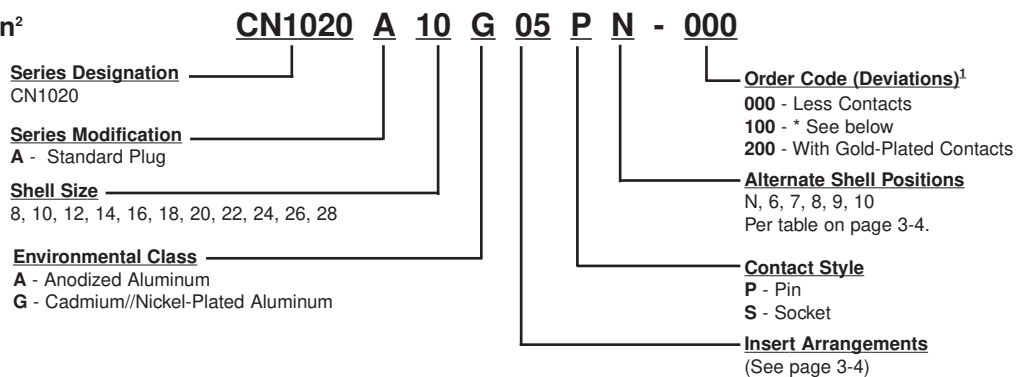 n²
CN1020 A 10 G 05 P N - 000
Series Designation
CN1020
Series Modification
A - Standard Plug
Shell Size
8, 10, 12, 14, 16, 18, 20, 22, 24, 26, 28
Environmental Class
A - Anodized Aluminum
G - Cadmium//Nickel-Plated Aluminum
Order Code (Deviations)¹
000 - Less Contacts
100 - * See below
200 - With Gold-Plated Contacts
Alternate Shell Positions
N, 6, 7, 8, 9, 10
Per table on page 3-4.
Contact Style
P - Pin
S - Socket
Insert Arrangements
(See page 3-4)